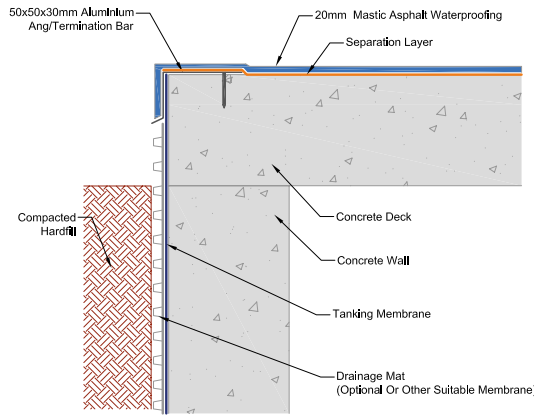 50x50x30mm Aluminium
Ang/Termination Bar
20mm Mastic Asphalt Waterproofing
Separation Layer
Concrete Deck
Compacted
Hardfill
Concrete Wall
Tanking Membrane
Drainage Mat
(Optional Or Other Suitable Membrane)